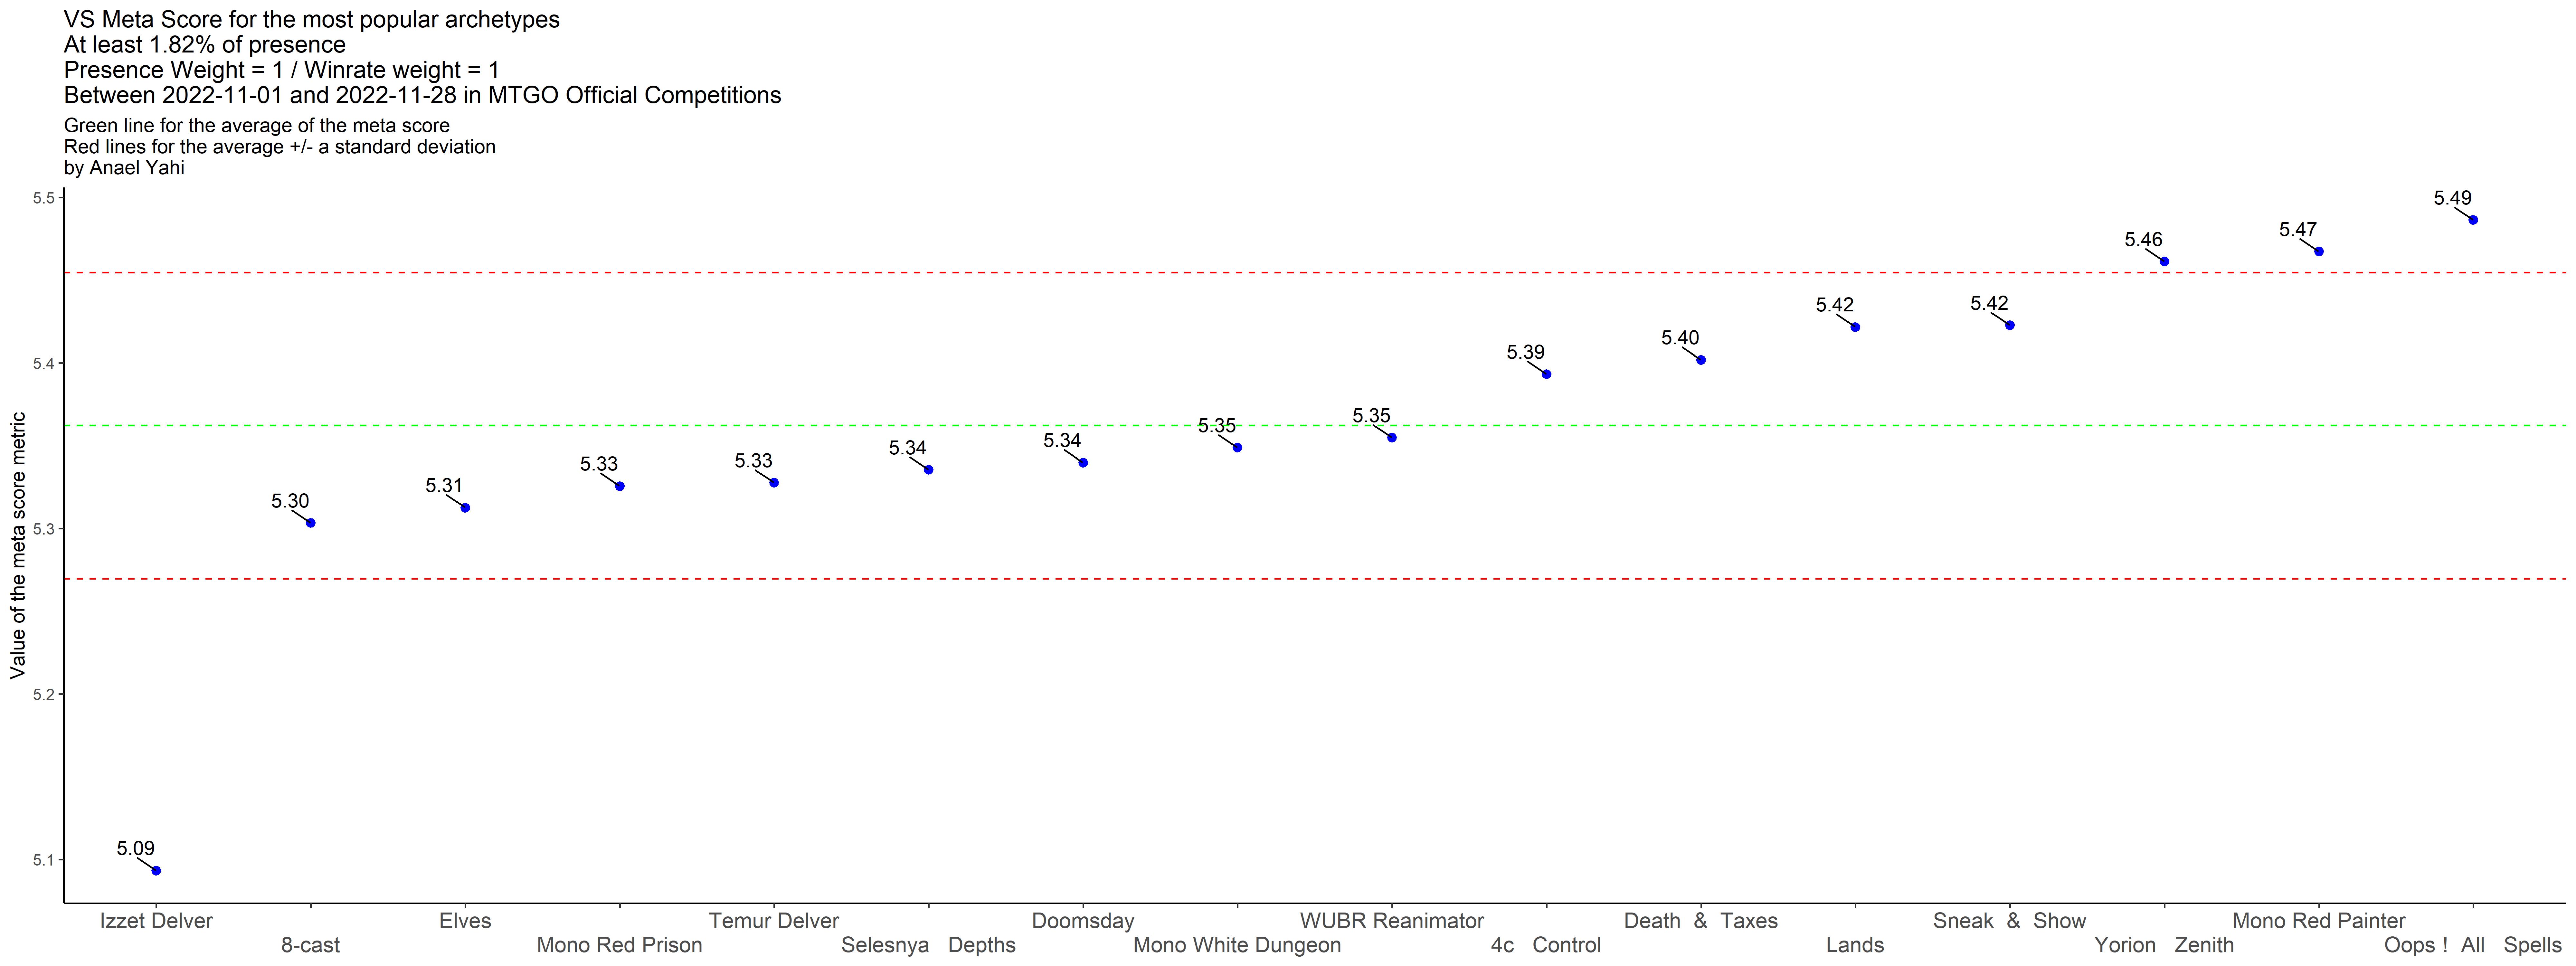 VS Meta Score for the most popular archetypes
At least 1.82% of presence
Presence Weight = 1 / Winrate weight = 1
Between 2022-11-01 and 2022-11-28 in MTGO Official Competitions
Green line for the average of the meta score
Red lines for the average +/- a standard deviation
by Anael Yahi
Value of the meta score metric
5.5
5.4
5.3
5.2
5.1
5.09
5.30
5.31
5.33
5.33
5.34
5.34
5.35
5.35
5.39
5.40
5.42
5.42
5.46
5.47
5.49
Izzet Delver
8-cast
Elves
Mono Red Prison
Temur Delver
Selesnya Depths
Doomsday
Mono White Dungeon
WUBR Reanimator
4c Control
Death & Taxes
Lands
Sneak & Show
Yorion Zenith
Mono Red Painter
Oops ! All Spells